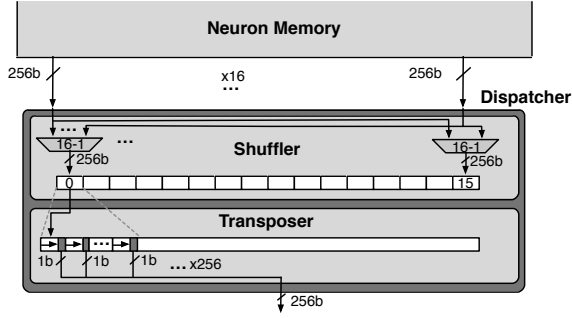 Neuron Memory
256b x16 256b
...
Dispatcher
... ...
16-1 16-1
256b Shuffler 256b
0 15
Transposer
...
1b 1b 1b ... x256
256b